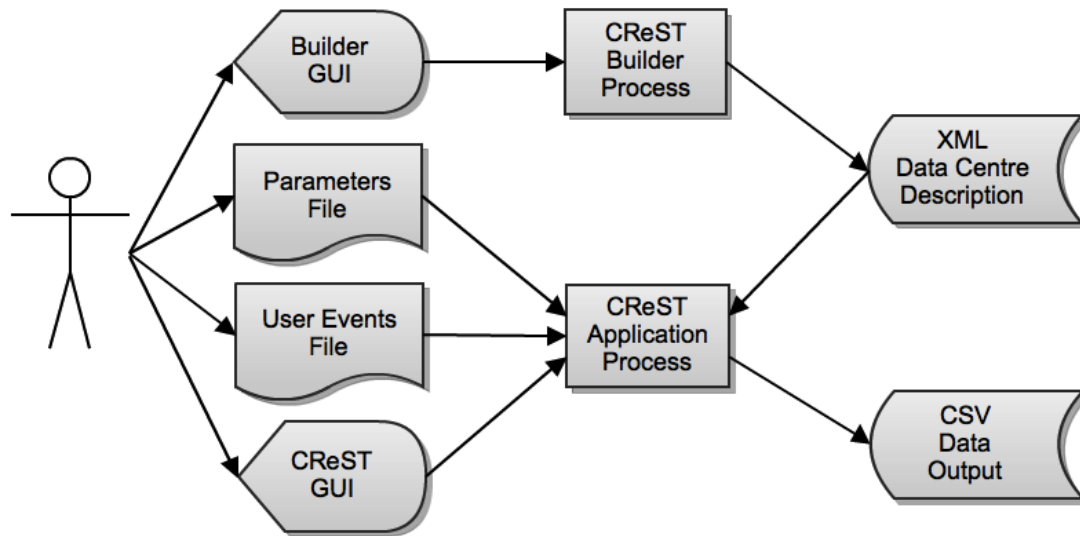 Builder
GUI
CReST
Builder
Process
XML
Data Centre
Description
Parameters
File
User Events
File
CReST
Application
Process
CReST
GUI
CSV
Data
Output